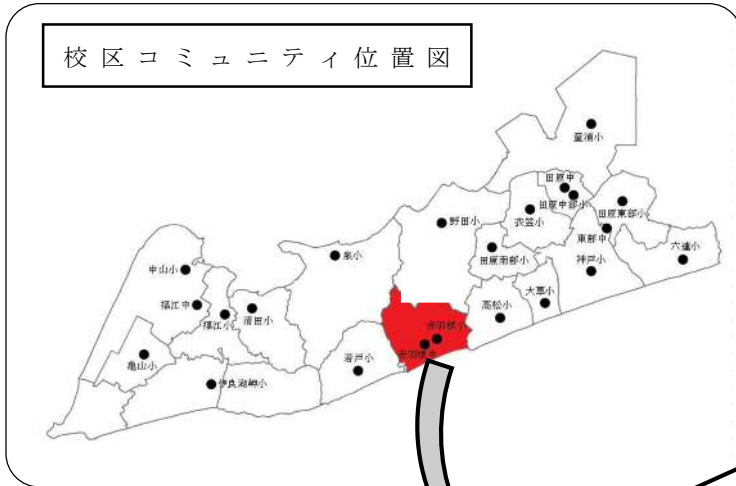 校区コミュニティ位置図
童浦小
田原中
田原中部小
衣笠小
田原東部小
野田小
東部中
六連小
泉小
田原南部小
神戸小
中山小
大草小
高松小
福江中
福江小
清田小
赤羽根小
赤羽根中
亀山小
若戸小
伊良湖岬小